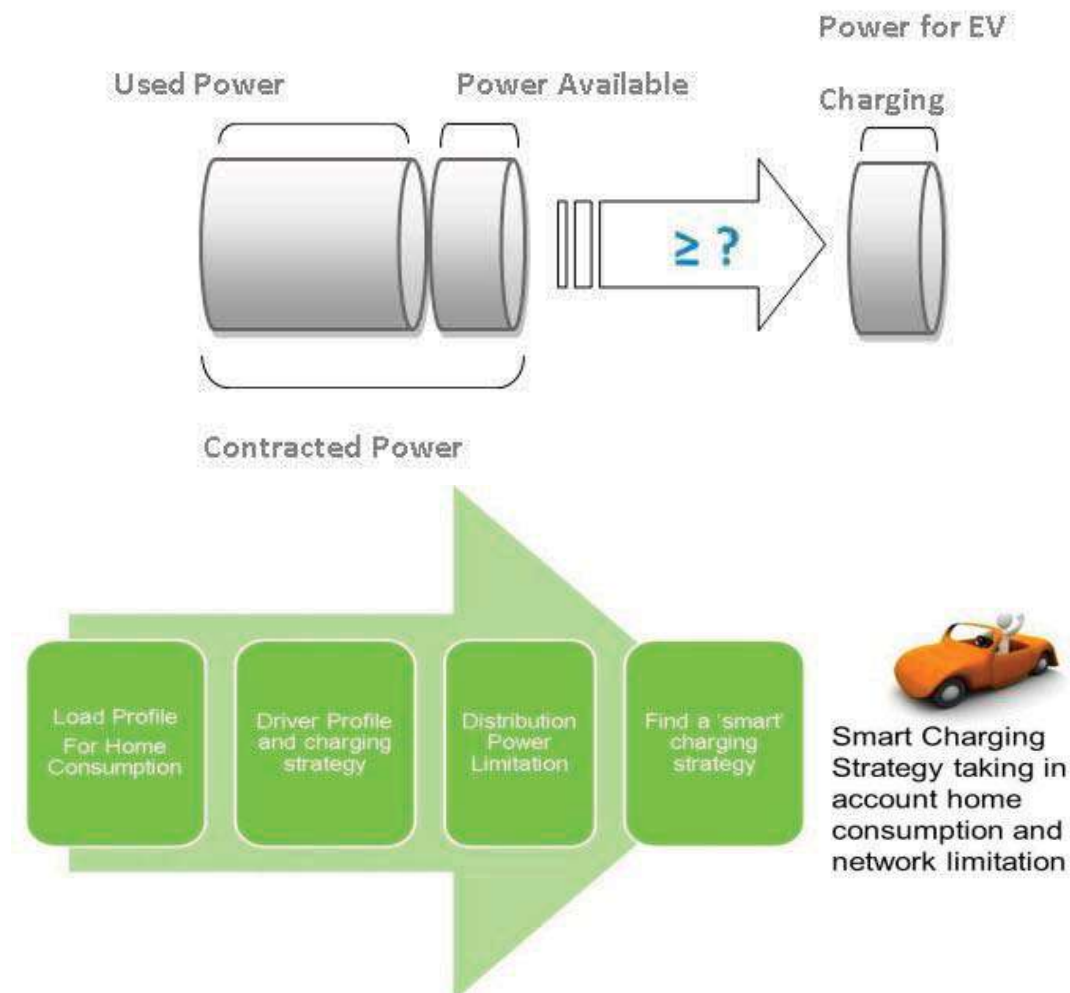 Power for EV
Used Power
Power Available
Charging
≥ ?
Contracted Power
Load Profile
For Home
Consumption
Driver Profile
and charging
strategy
Distribution
Power
Limitation
Find a 'smart'
charging
strategy
Smart Charging
Strategy taking in
account home
consumption and
network limitation